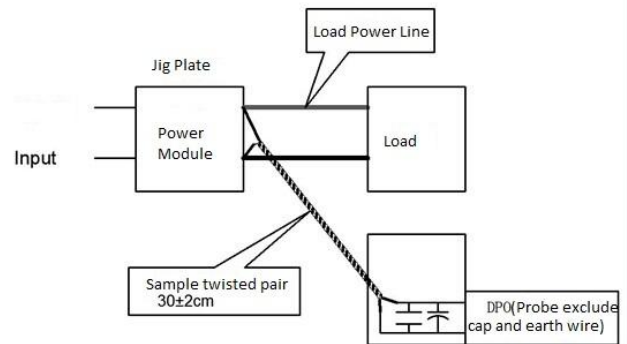 Load Power Line
Jig Plate
Power
Module
Load
Input
Sample twisted pair
30±2cm
DPO(Probe exclude
cap and earth wire)